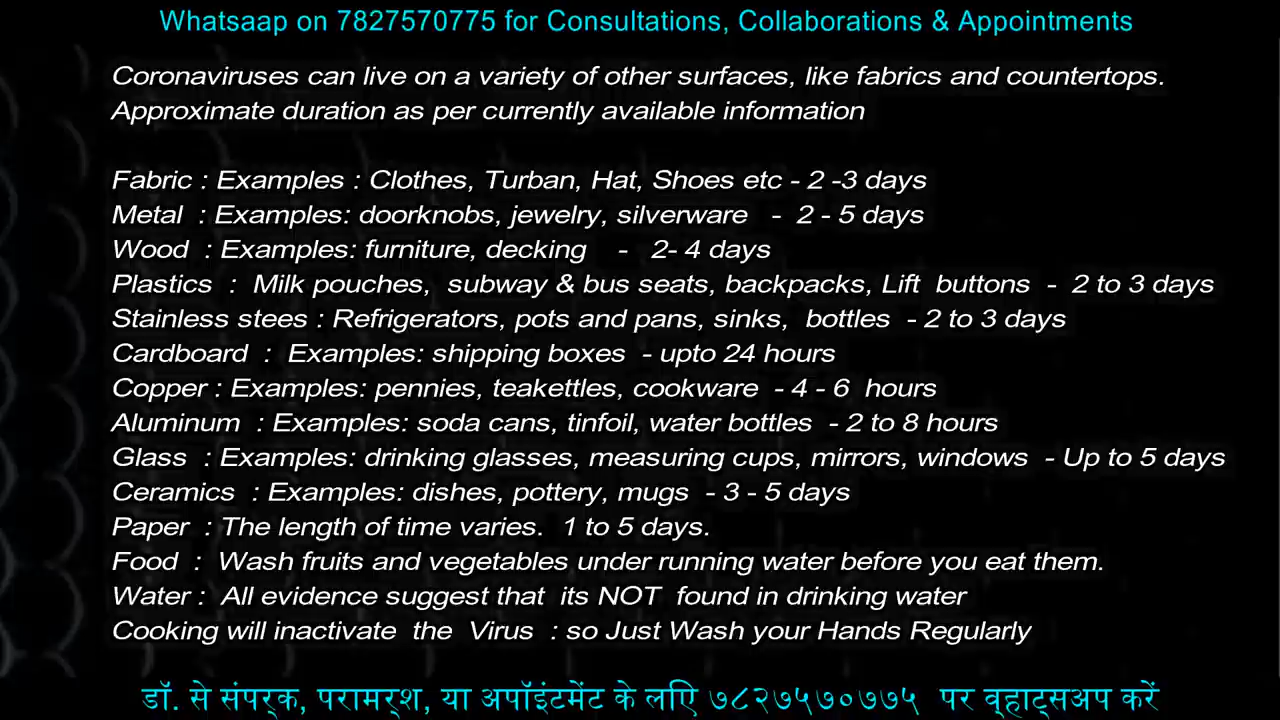 Whatsaap on 7827570775 for Consultations, Collaborations & Appointments
Coronaviruses can live on a variety of other surfaces, like fabrics and countertops.
Approximate duration as per currently available information
Fabric : Examples : Clothes, Turban, Hat, Shoes etc - 2 -3 days
Metal : Examples: doorknobs, jewelry, silverware - 2 - 5 days
Wood : Examples: furniture, decking - 2- 4 days
Plastics : Milk pouches, subway & bus seats, backpacks, Lift buttons - 2 to 3 days
Stainless stees : Refrigerators, pots and pans, sinks, bottles - 2 to 3 days
Cardboard : Examples: shipping boxes - upto 24 hours
Copper : Examples: pennies, teakettles, cookware - 4 - 6 hours
Aluminum : Examples: soda cans, tinfoil, water bottles - 2 to 8 hours
Glass : Examples: drinking glasses, measuring cups, mirrors, windows - Up to 5 days
Ceramics : Examples: dishes, pottery, mugs - 3 - 5 days
Paper : The length of time varies. 1 to 5 days.
Food : Wash fruits and vegetables under running water before you eat them.
Water : All evidence suggest that its NOT found in drinking water
Cooking will inactivate the Virus : so Just Wash your Hands Regularly
डॉ. से संपर्क, परामर्श, या अपॉइंटमेंट के लिए ७८२७५७०७७५ पर व्हाट्सअप करें